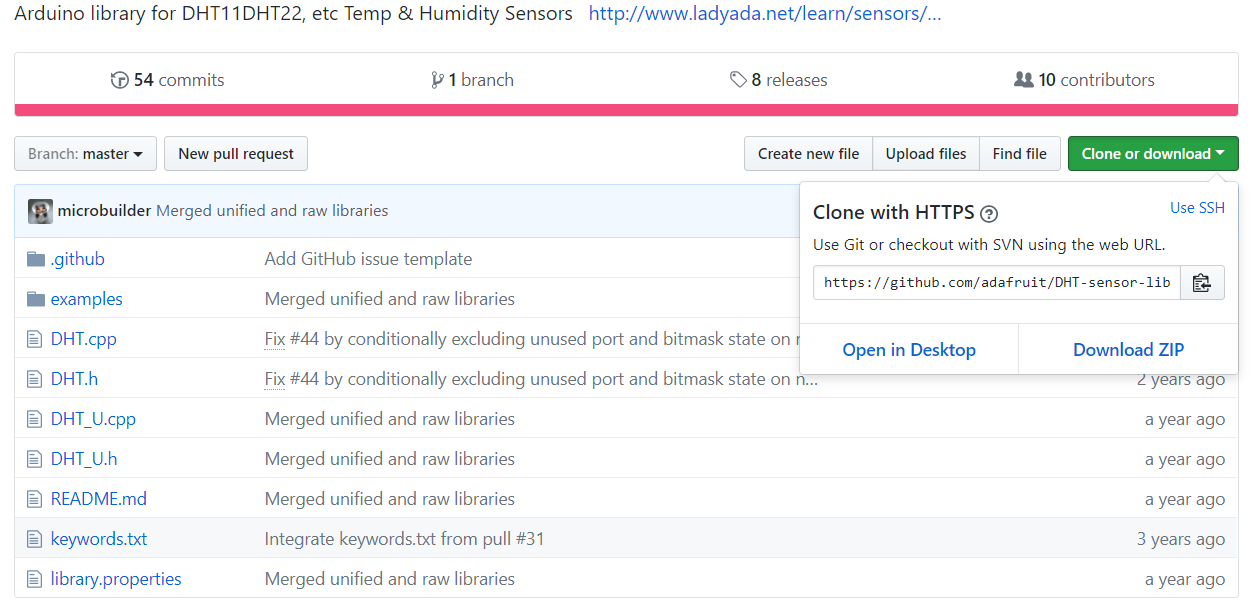 Arduino library for DHT11DHT22, etc Temp & Humidity Sensors http://www.ladyada.net/learn/sensors/…
54 commits 1 branch 8 releases 10 contributors
Branch: master New pull request Create new file Upload files Find file Clone or download
microbuilder Merged unified and raw libraries
Clone with HTTPS ? Use SSH
Use Git or checkout with SVN using the web URL.
https://github.com/adafruit/DHT-sensor-lib
Open in Desktop Download ZIP
.github Add GitHub issue template
examples Merged unified and raw libraries
DHT.cpp Fix #44 by conditionally excluding unused port and bitmask state on
DHT.h Fix #44 by conditionally excluding unused port and bitmask state on n... 2 years ago
DHT_U.cpp Merged unified and raw libraries a year ago
DHT_U.h Merged unified and raw libraries a year ago
README.md Merged unified and raw libraries a year ago
keywords.txt Integrate keywords.txt from pull #31 3 years ago
library.properties Merged unified and raw libraries a year ago